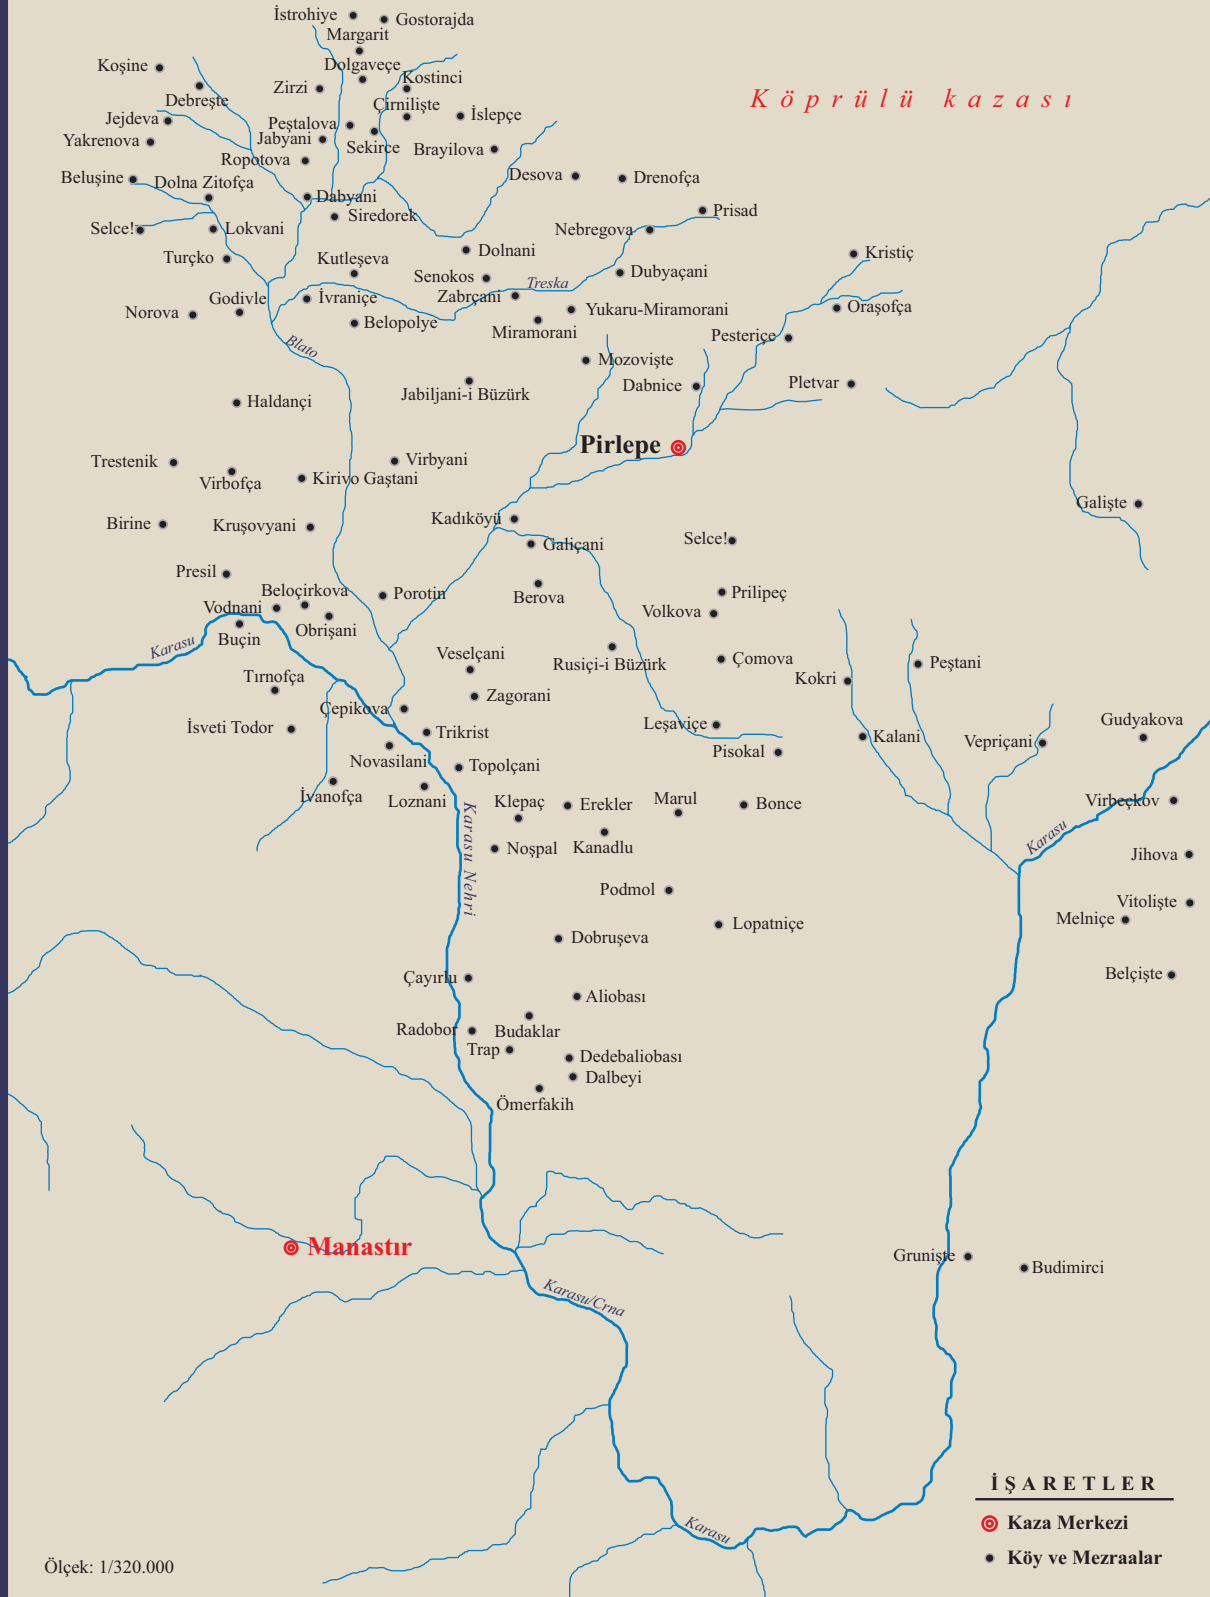 İstrohiye
Gostorajda
Margarit
Koşine
Dolgaveçe
Kostinci
Debreşte
Zirzi
Köprülü kazası
Çirnilişte
Jejdeva
Peştalova
İslepçe
Yakrenova
Jabyani
Sekirce
Brayilova
Ropotova
Beluşine
Dolna Zitofça
Desova
Drenofça
Dabyani
Siredorek
Prisad
Selce!
Lokvani
Nebregova
Turçko
Kutleşeva
Dolnani
Kristiç
Senokos
Treska
Dubyaçani
Godivle
İvraniçe
Zabrçani
Norova
Belopolye
Yukaru-Miramorani
Oraşofça
Miramorani
Pesteriçe
Blato
Mozovişte
Jabiljani-i Büzürk
Dabnice
Pletvar
Haldançi
Pirlepe
Trestenik
Virbofça
Kirivo Gaştani
Virbyani
Galişte
Birine
Kruşovyani
Kadıköyü
Galiçani
Selce!
Presil
Beloçirkova
Vodnani
Porotin
Berova
Prilipeç
Volkova
Buçin
Obrişani
Karasu
Veselçani
Rusiçi-i Büzürk
Çomova
Peştani
Kokri
Tırnofça
Zagorani
Çepikova
İsveti Todor
Trikrist
Leşaviçe
Gudyakova
Kalani
Vepriçani
Pisokal
Novasilani
Topolçani
İvanofça
Loznani
Klepaç
Erekler
Marul
Bonce
Virbeçkov
Karasu Nehri
Noşpal
Kanadlu
Karasu
Jihova
Podmol
Vitolişte
Melniçe
Lopatniçe
Dobruşeva
Çayırlu
Belçişte
Aliobası
Radobor
Budaklar
Trap
Dedebaliobası
Dalbeyi
Ömerfakih
Manastır
Grunişte
Budimirci
Karasu/Crna
Karasu
İŞARETLER
Kaza Merkezi
Köy ve Mezraalar
Ölçek: 1/320.000